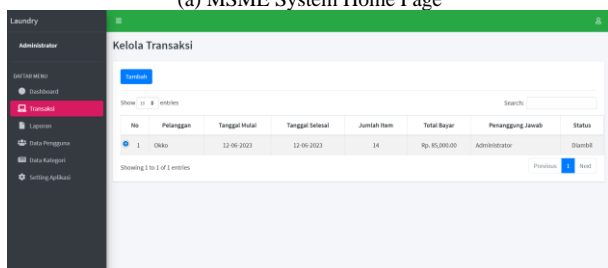 (a) MSME System Home Page
Laundry
Administrator
Kelola Transaksi
DAFTAR MENU
Dashboard
Transaksi
Laporan
Data Pengguna
Data Kategori
Setting Aplikasi
Tambah
Show 10 entries
Search:
No Pelanggan Tanggal Mulai Tanggal Selesai Jumlah Item Total Bayar Penanggung Jawab Status
1 Okko 12-06-2023 12-06-2023 14 Rp. 85,000.00 Administrator Diambil
Showing 1 to 1 of 1 entries
Previous 1 Next